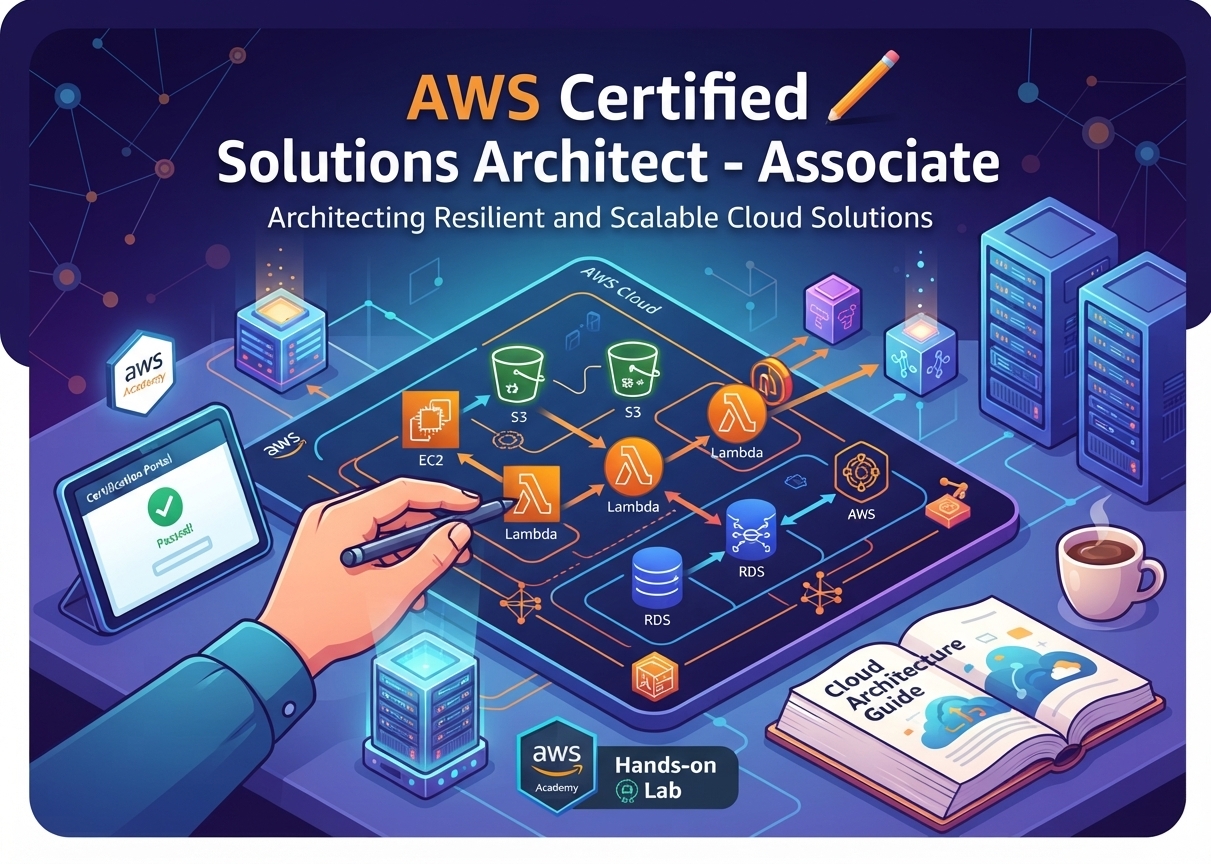 AWS Certified
Solutions Architect - Associate
Architecting Resilient and Scalable Cloud Solutions
AWS Cloud
aws
Academy
aws
Certification Portal
Passed!
S3
S3
EC2
Lambda
Lambda
Lambda
AWS
RDS
RDS
Cloud
Architecture
Guide
aws
Academy
Hands-on
Lab